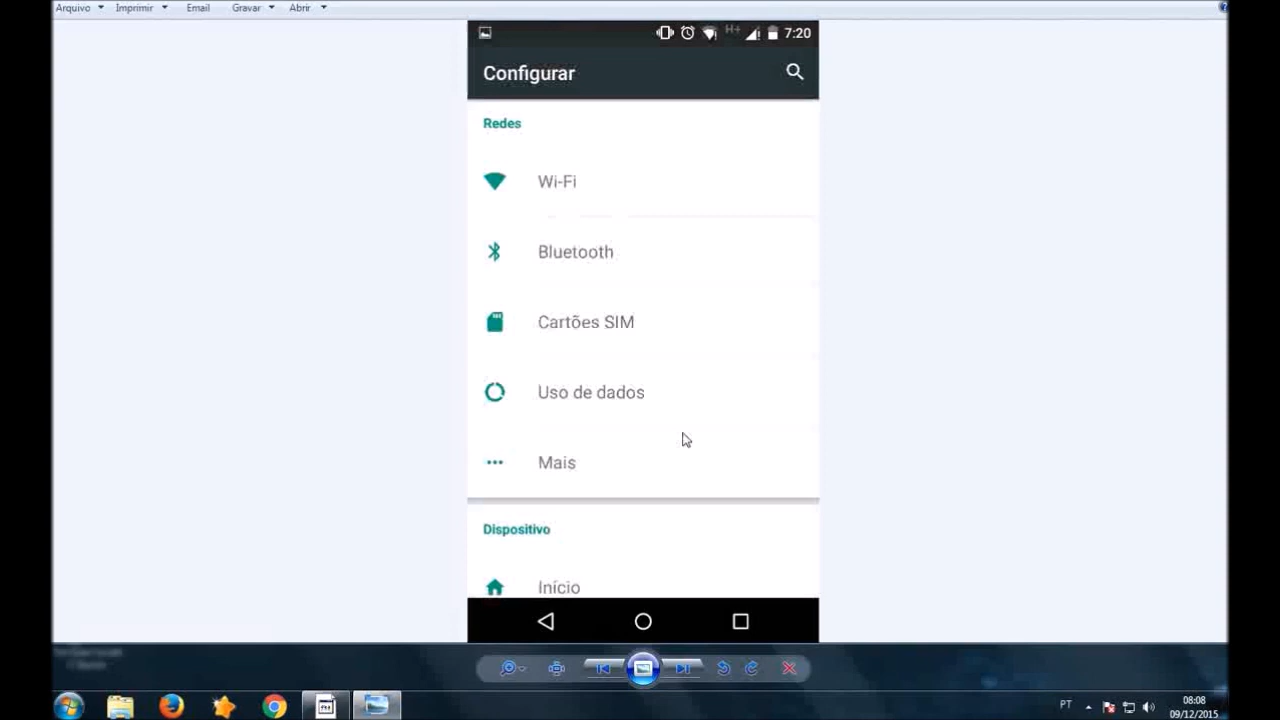 Arquivo Imprimir Email Gravar Abrir
H+ 7:20
Configurar
Redes
Wi-Fi
Bluetooth
Cartões SIM
Uso de dados
Mais
Dispositivo
Início
PT 08:08
09/12/2015